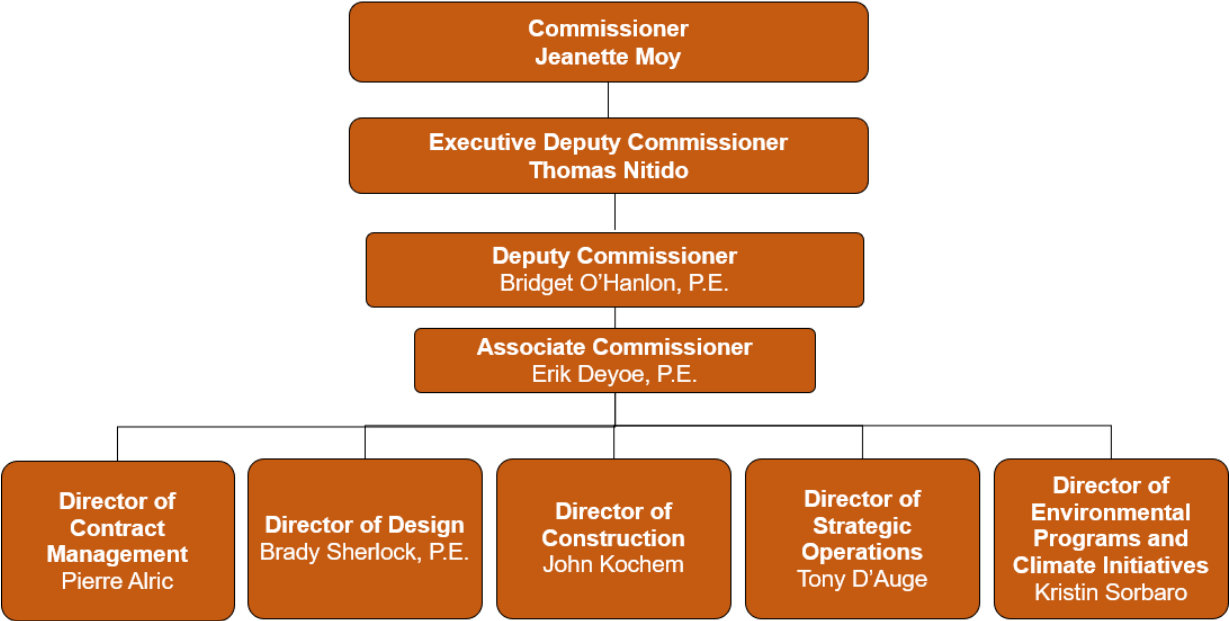 Commissioner
Jeanette Moy
Executive Deputy Commissioner
Thomas Nitido
Deputy Commissioner
Bridget O’Hanlon, P.E.
Associate Commissioner
Erik Deyoe, P.E.
Director of
Contract
Management
Pierre Alric
Director of Design
Brady Sherlock, P.E.
Director of
Construction
John Kochem
Director of
Strategic
Operations
Tony D’Auge
Director of
Environmental
Programs and
Climate Initiatives
Kristin Sorbaro